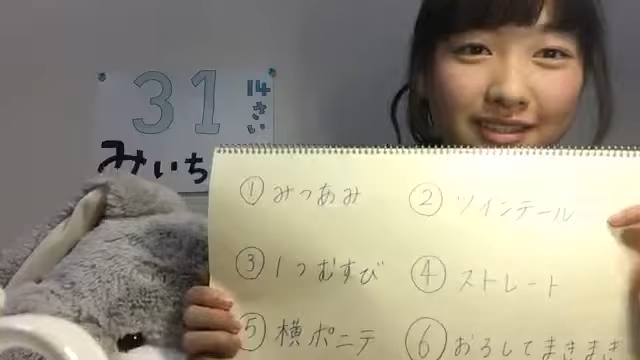 31
14さい
みいち
① みつあみ
② ツインテール
③ 1つむすび
④ ストレート
⑤ 横ポニテ
⑥ おろしてまきまき